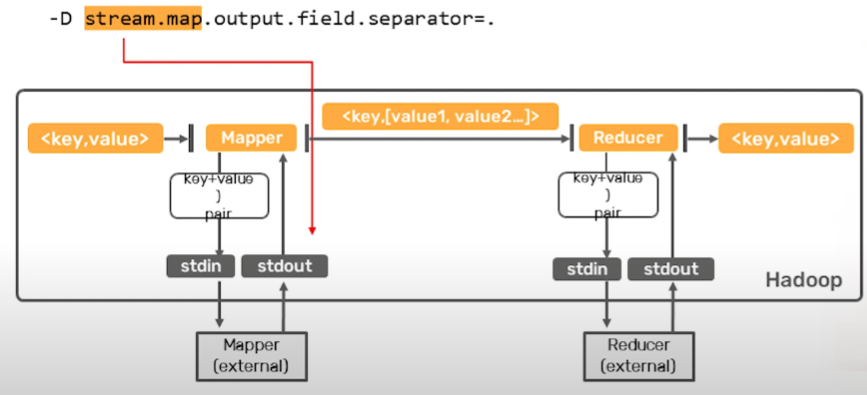 -D stream.map.output.field.separator=.
<key,[value1, value2...]>
<key,value>
Mapper
Reducer
<key,value>
key+value
)
pair
key+value
)
pair
stdin
stdout
stdin
stdout
Hadoop
Mapper
(external)
Reducer
(external)